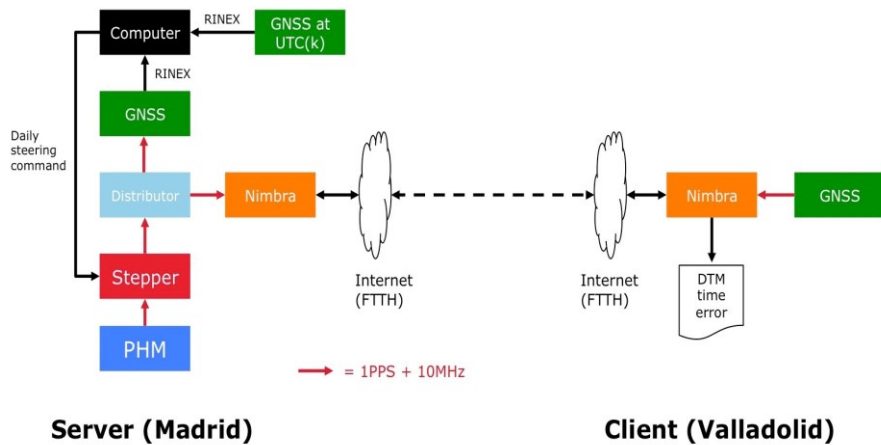 RINEX
Computer
GNSS at
UTC(k)
RINEX
GNSS
Daily
steering
command
Distributor
Nimbra
Nimbra
GNSS
Stepper
Internet
(FTTH)
Internet
(FTTH)
DTM
time
error
PHM
= 1PPS + 10MHz
Server (Madrid)
Client (Valladolid)